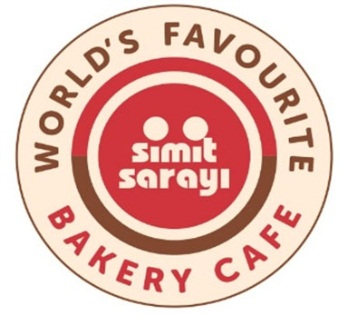 WORLD'S FAVOURITE
simit
sarayı
BAKERY CAFE